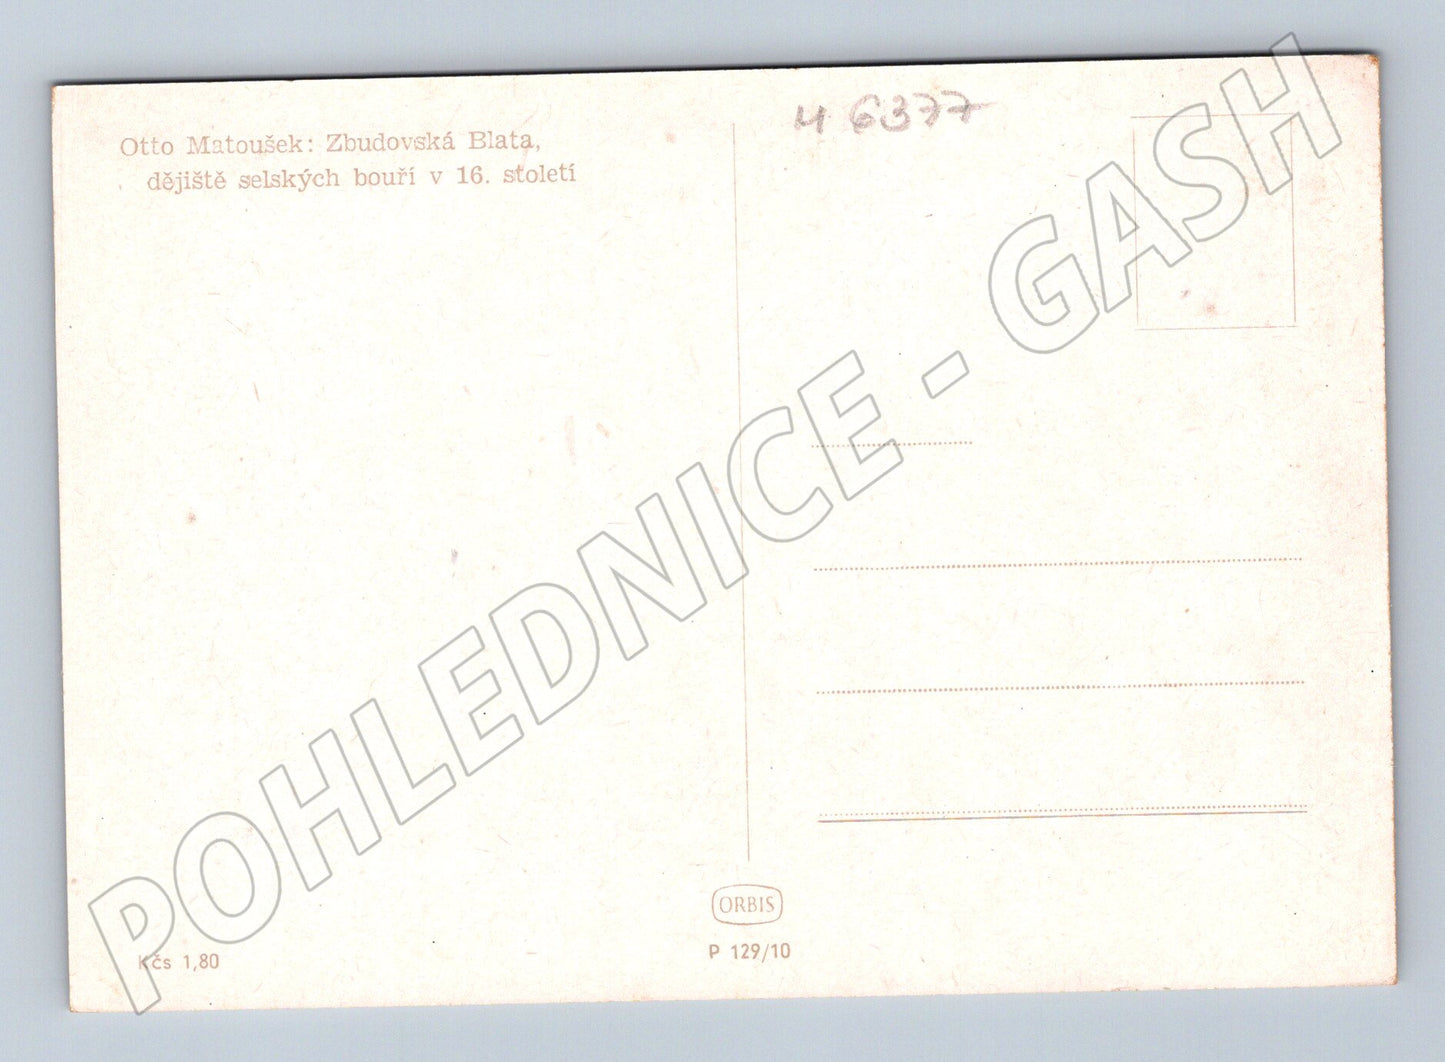 Otto Matoušek: Zbudovská Blata,
dějiště selských bouří v 16. století
4 6377
POHLEDNICE - GASH
ORBIS
Kčs 1,80
P 129/10